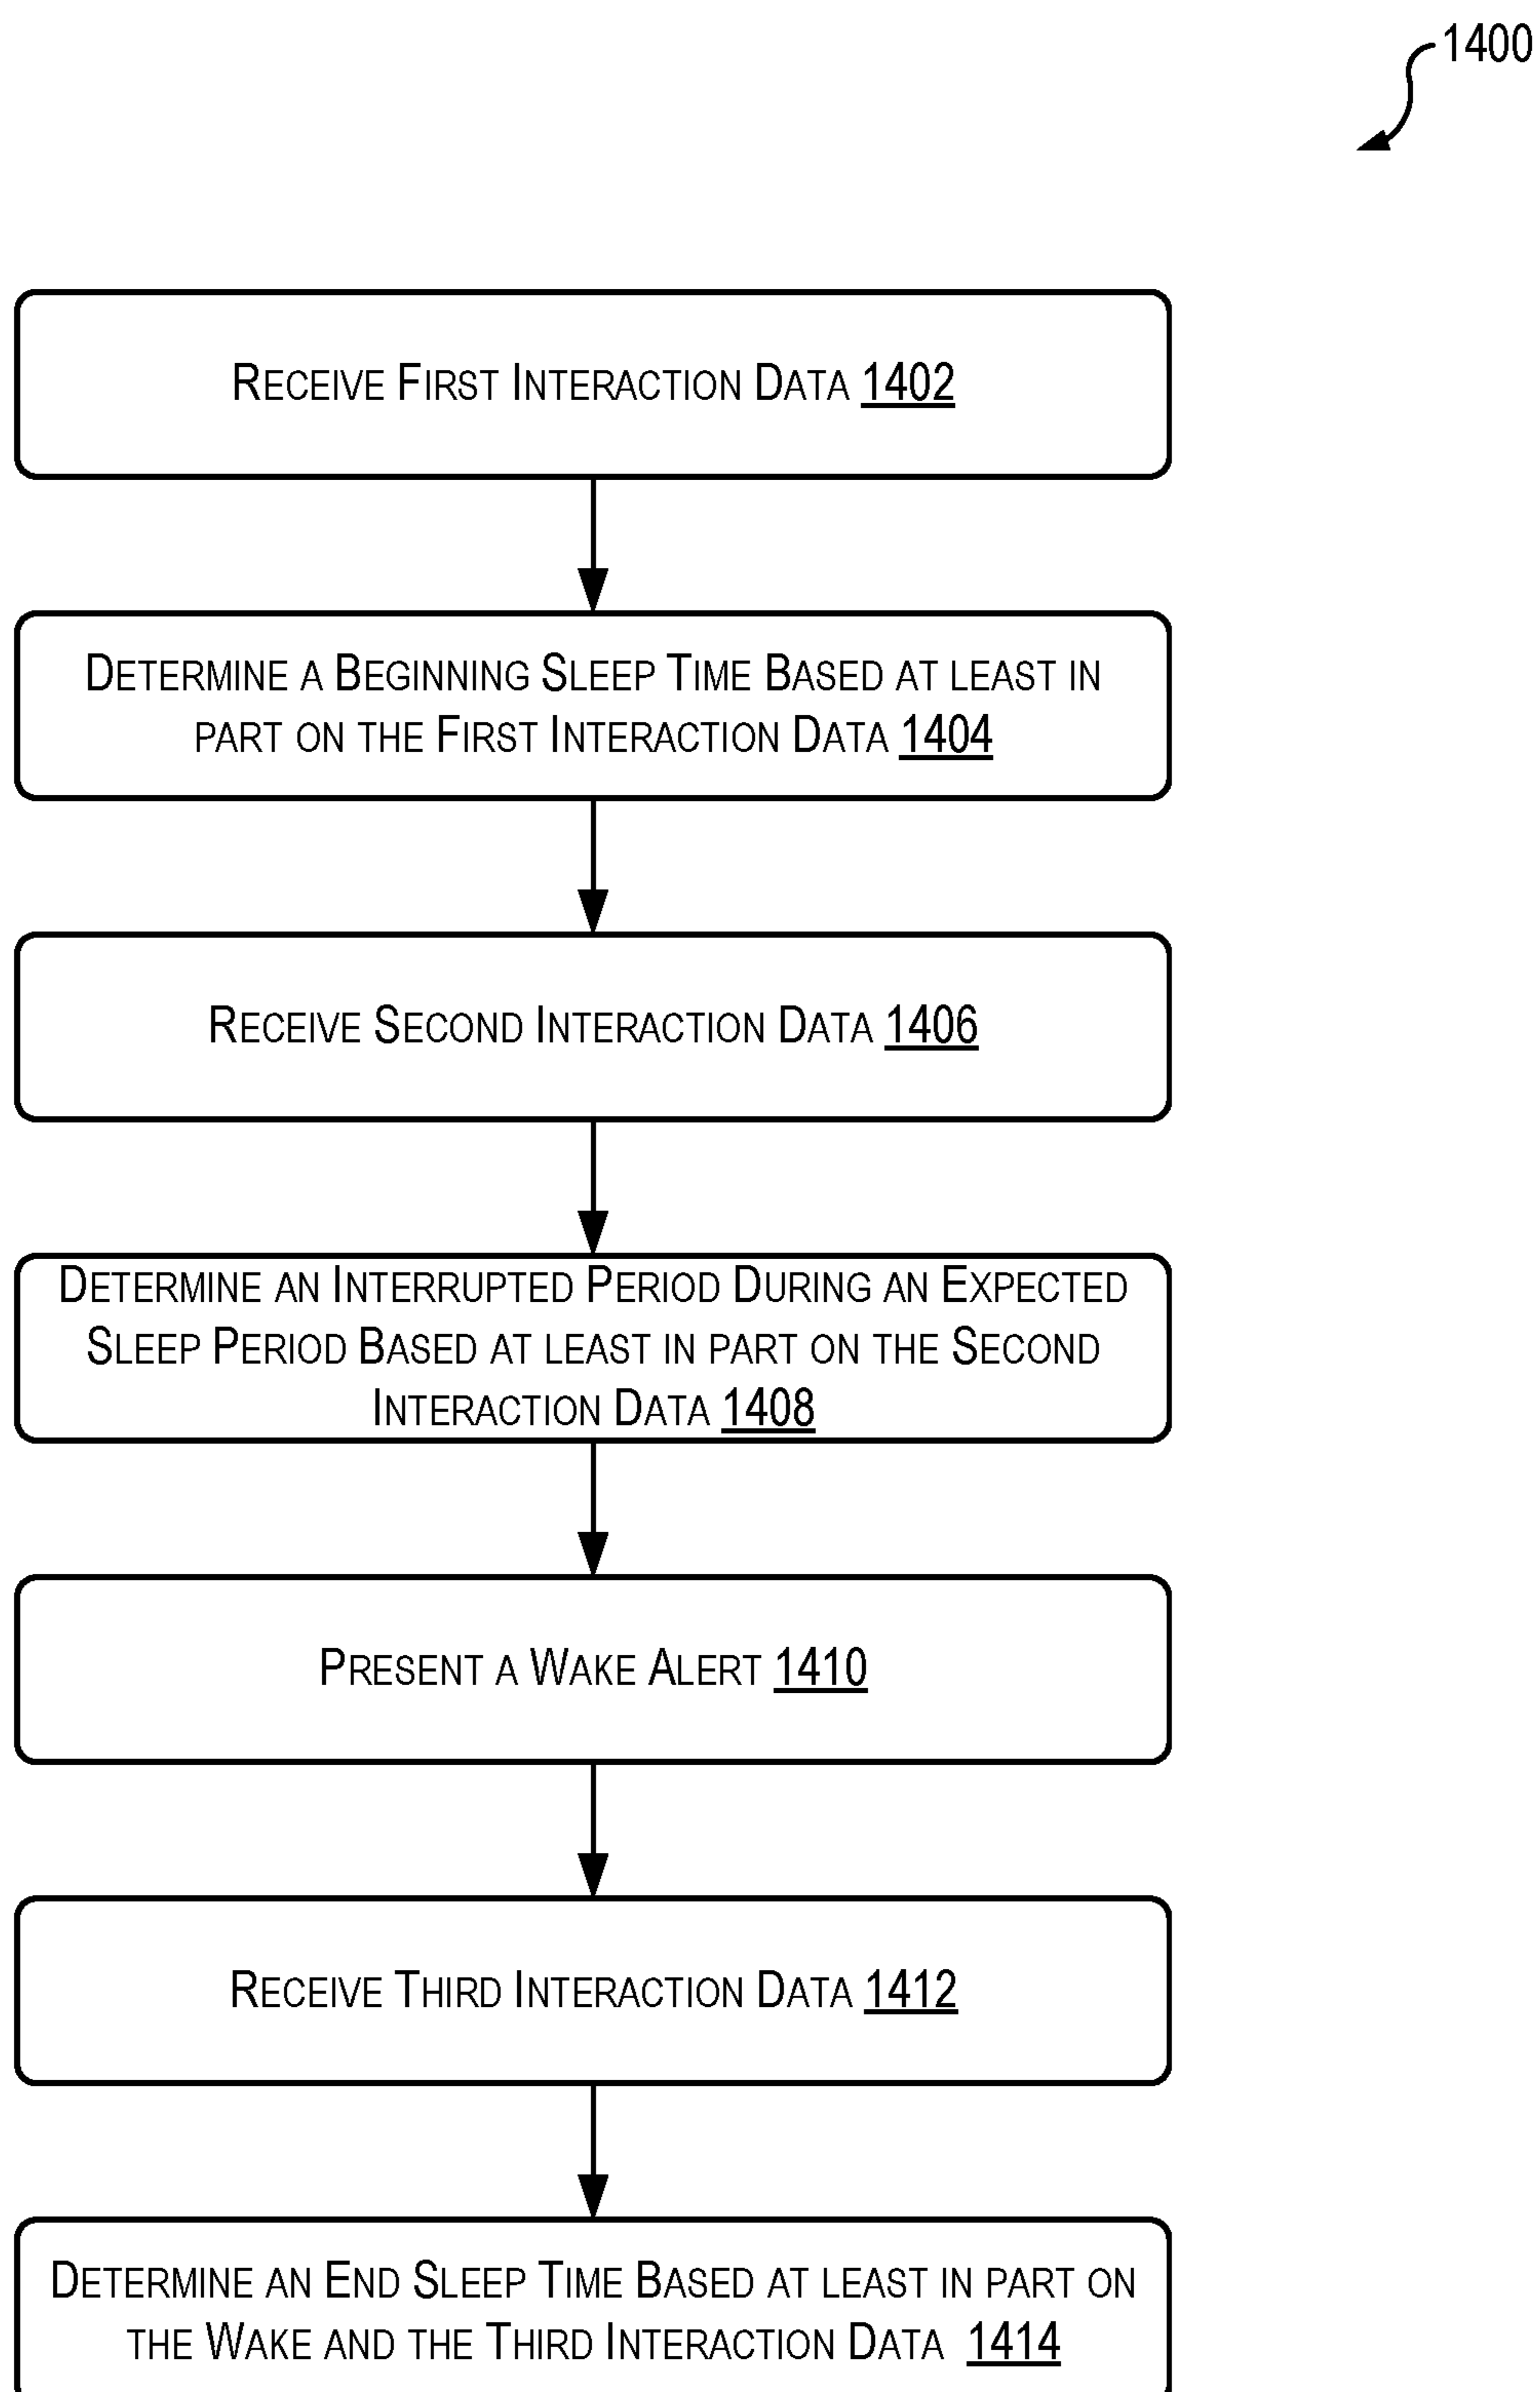 1400
RECEIVE FIRST INTERACTION DATA 1402
DETERMINE A BEGINNING SLEEP TIME BASED AT LEAST IN
PART ON THE FIRST INTERACTION DATA 1404
RECEIVE SECOND INTERACTION DATA 1406
DETERMINE AN INTERRUPTED PERIOD DURING AN EXPECTED
SLEEP PERIOD BASED AT LEAST IN PART ON THE SECOND
INTERACTION DATA 1408
PRESENT A WAKE ALERT 1410
RECEIVE THIRD INTERACTION DATA 1412
DETERMINE AN END SLEEP TIME BASED AT LEAST IN PART ON
THE WAKE AND THE THIRD INTERACTION DATA 1414